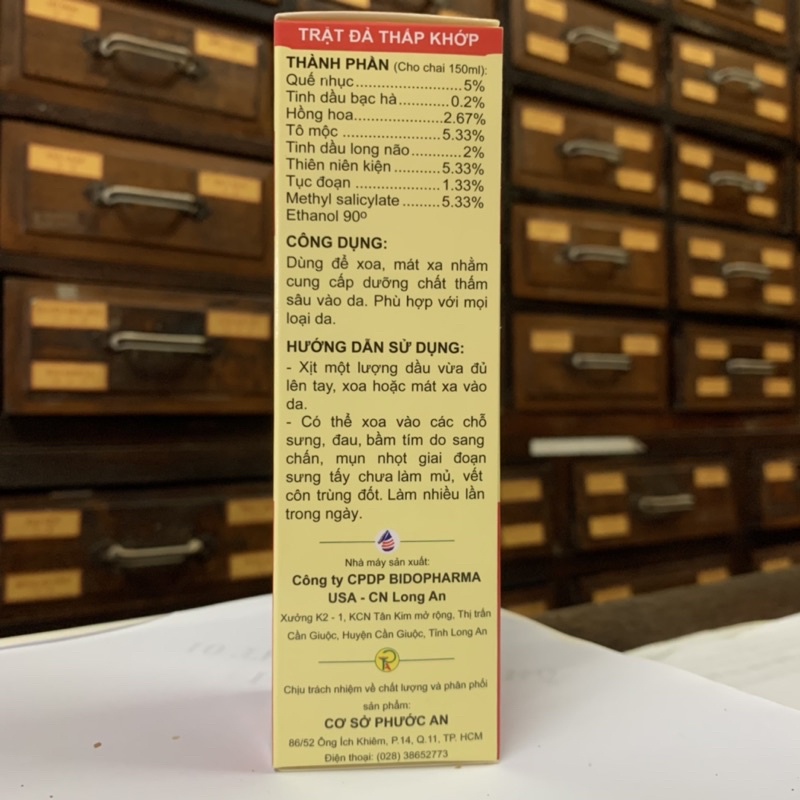 TRẬT ĐẢ THẤP KHỚP
THÀNH PHẦN (Cho chai 150ml):
Quế nhục........................5%
Tinh dầu bạc hà...........0.2%
Hồng hoa....................2.67%
Tô mộc ......................5.33%
Tinh dầu long não...........2%
Thiên niên kiện ..........5.33%
Tục đoạn ...................1.33%
Methyl salicylate ........5.33%
Ethanol 90º
CÔNG DỤNG:
Dùng để xoa, mát xa nhằm
cung cấp dưỡng chất thấm
sâu vào da. Phù hợp với mọi
loại da.
HƯỚNG DẪN SỬ DỤNG:
- Xịt một lượng dầu vừa đủ
lên tay, xoa hoặc mát xa vào
da.
- Có thể xoa vào các chỗ
sưng, đau, bầm tím do sang
chấn, mụn nhọt giai đoạn
sưng tấy chưa làm mủ, vết
côn trùng đốt. Làm nhiều lần
trong ngày.
Nhà máy sản xuất:
Công ty CPDP BIDOPHARMA
USA - CN Long An
Xưởng K2 - 1, KCN Tân Kim mở rộng, Thị trấn
Cần Giuộc, Huyện Cần Giuộc, Tỉnh Long An
Chịu trách nhiệm về chất lượng và phân phối
sản phẩm:
CƠ SỞ PHƯỚC AN
86/52 Ông Ích Khiêm, P.14, Q.11, TP. HCM
Điện thoại: (028) 38652773